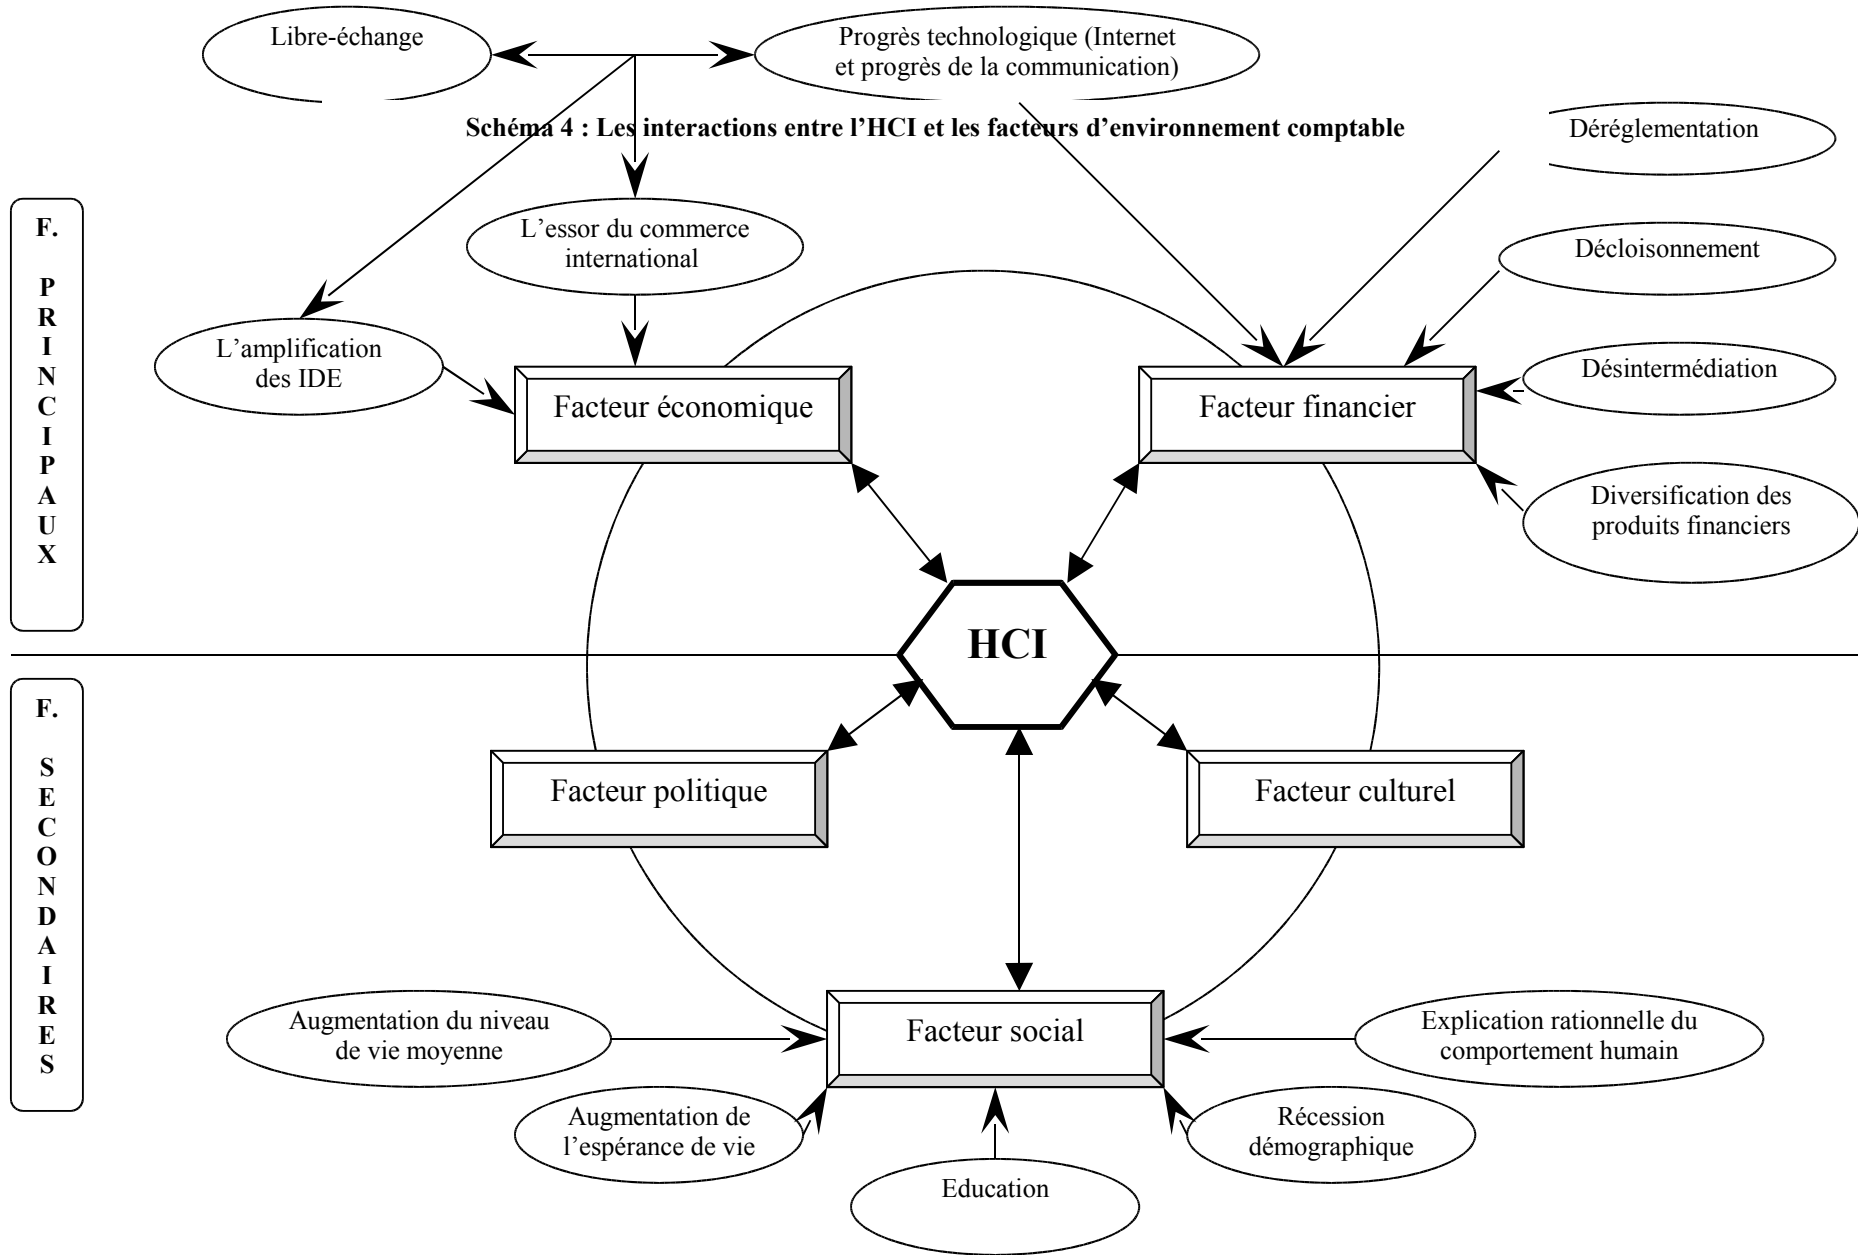 Libre-échange
Progrès technologique (Internet
et progrès de la communication)
Schéma 4 : Les interactions entre l’HCI et les facteurs d’environnement comptable
Déréglementation
F.
P
R
I
N
C
I
P
A
U
X
L’essor du commerce
international
Décloisonnement
L’amplification
des IDE
Désintermédiation
Facteur économique
Facteur financier
Diversification des
produits financiers
HCI
F.
S
E
C
O
N
D
A
I
R
E
S
Facteur politique
Facteur culturel
Augmentation du niveau
de vie moyenne
Facteur social
Explication rationnelle du
comportement humain
Augmentation de
l’espérance de vie
Récession
démographique
Education